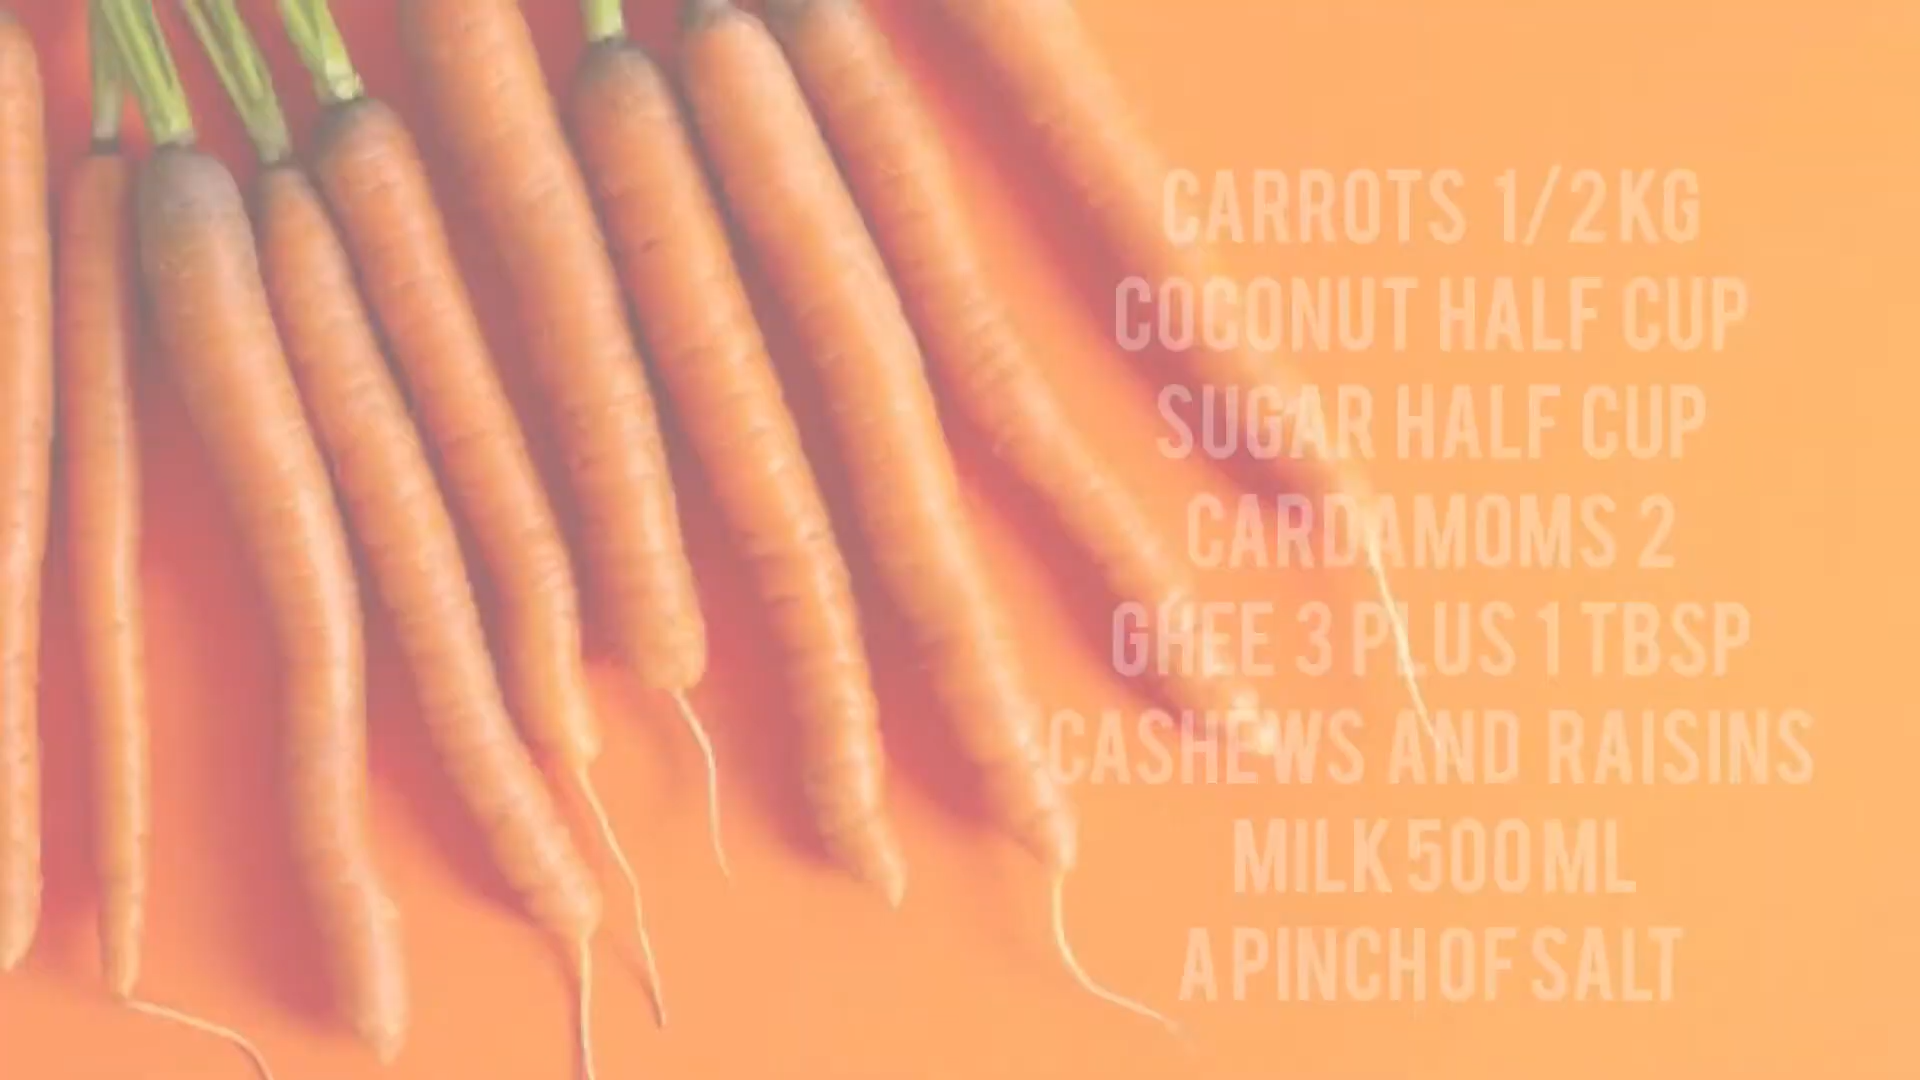 CARROTS 1/2 KG
COCONUT HALF CUP
SUGAR HALF CUP
CARDAMOMS 2
GHEE 3 PLUS 1 TBSP
CASHEWS AND RAISINS
MILK 500 ML
A PINCH OF SALT